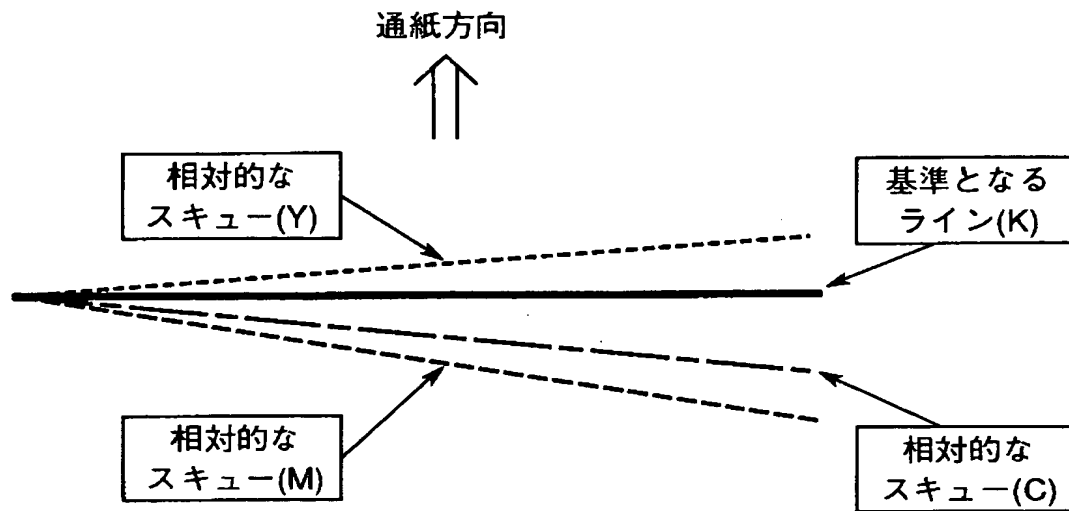 通紙方向
相対的な
スキュー(Y)
基準となる
ライン(K)
相対的な
スキュー(M)
相対的な
スキュー(C)